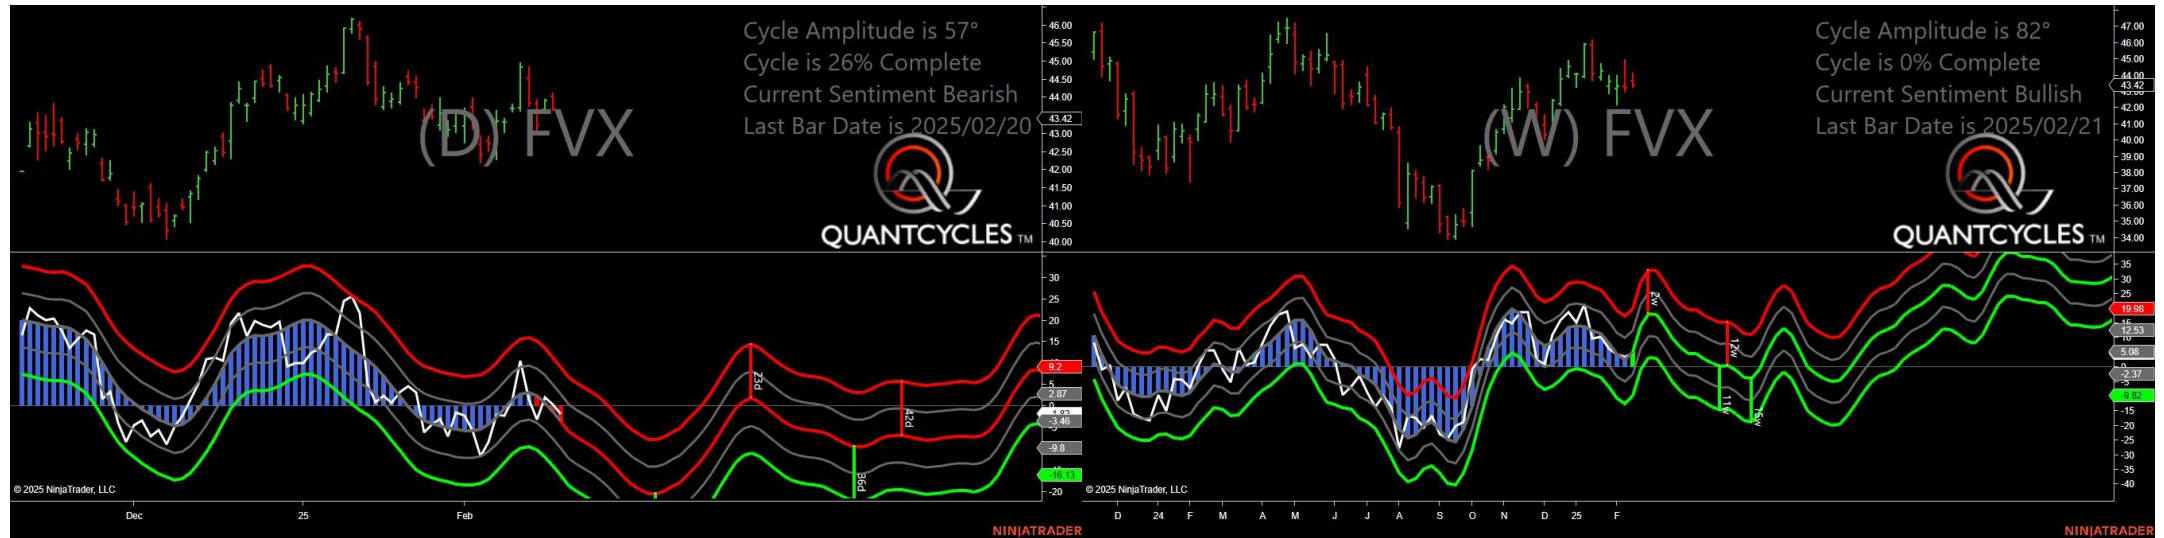 Cycle Amplitude is 57°
Cycle is 26% Complete
Current Sentiment Bearish
Last Bar Date is 2025/02/20
(D) FVX
QUANTCYCLES TM
46.00
45.50
45.00
44.50
44.00
43.42
43.00
42.50
42.00
41.50
41.00
40.50
40.00
30
25
20
15
9.2
5
2.87
0
-1.82
-3.46
-9.8
-16.13
-20
23d
42d
36d
© 2025 NinjaTrader, LLC
Dec
25
Feb
NINJATRADER
Cycle Amplitude is 82°
Cycle is 0% Complete
Current Sentiment Bullish
Last Bar Date is 2025/02/21
(W) FVX
QUANTCYCLES TM
47.00
46.00
45.00
44.00
43.42
42.00
41.00
40.00
39.00
38.00
37.00
36.00
35.00
34.00
35
30
25
19.98
15
12.53
10
5.08
-2.37
-5
-9.82
-15
-20
-25
-30
-35
-40
2w
12w
11w
15w
© 2025 NinjaTrader, LLC
D
24
F
M
A
M
J
J
A
S
O
N
D
25
F
NINJATRADER